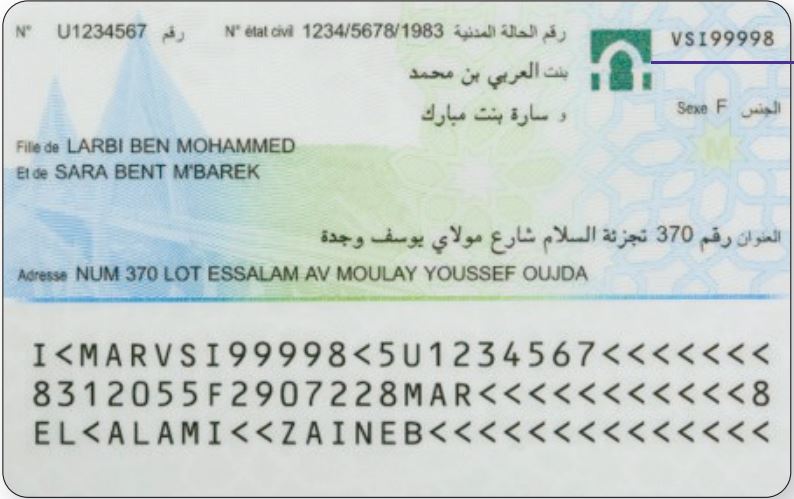 N° U1234567 رقم N° état civil 1234/5678/1983 رقم الحالة المدنية VSI99998
بنت العربي بن محمد
و سارة بنت مبارك
Sexe F الجنس
Fille de LARBI BEN MOHAMMED
Et de SARA BENT M'BAREK
العنوان رقم 370 تجزئة السلام شارع مولاي يوسف وجدة
Adresse NUM 370 LOT ESSALAM AV MOULAY YOUSSEF OUJDA
I<MARVSI99998<5U1234567<<<<<<<
8312055F2907228MAR<<<<<<<<<<<8
EL<ALAMI<<ZAINEB<<<<<<<<<<<<<<